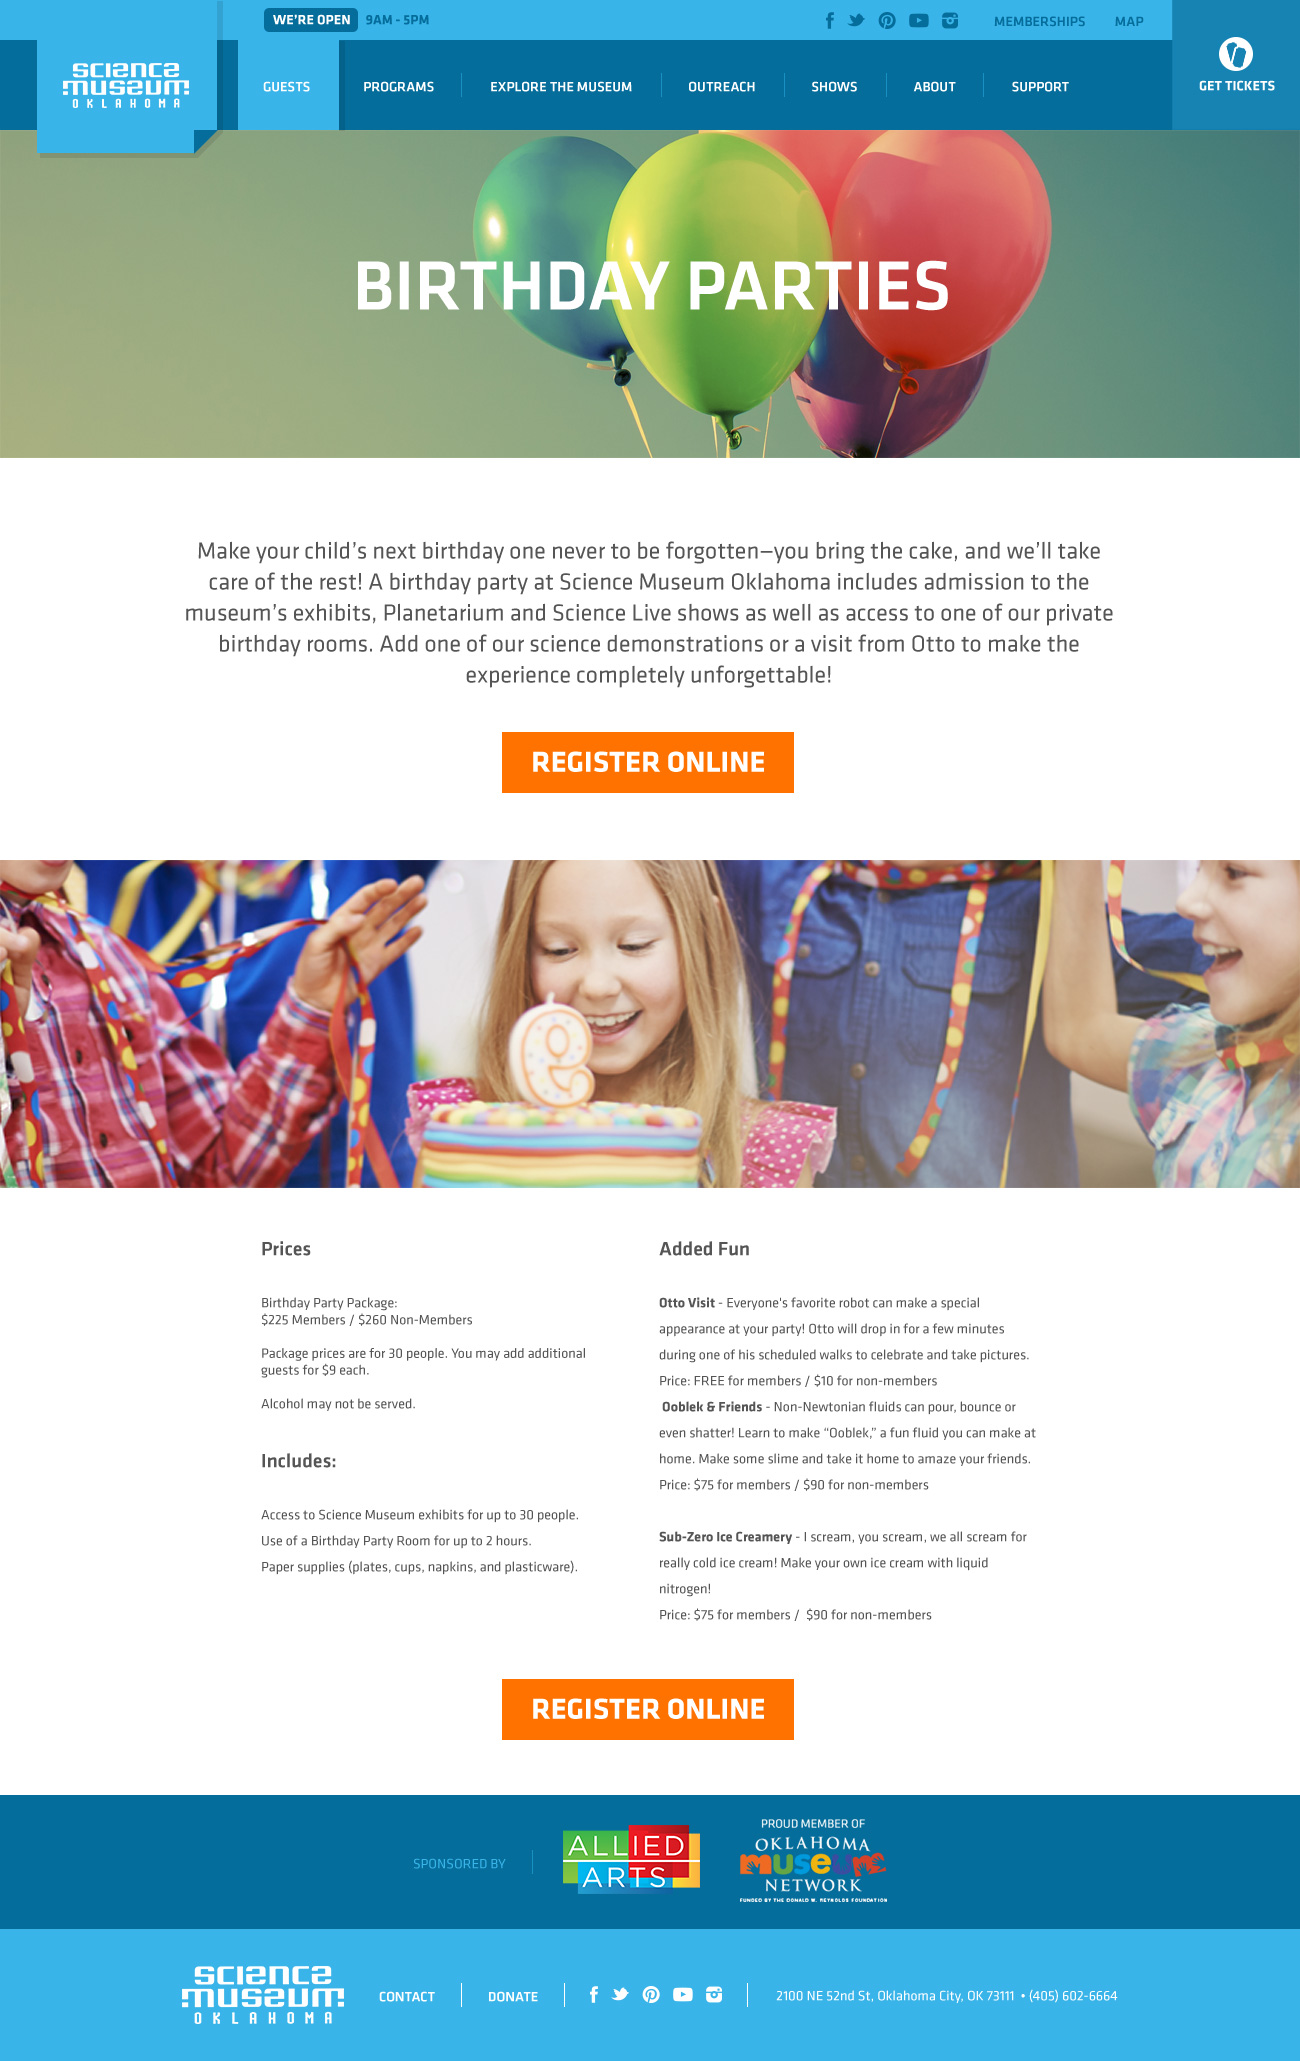 WE'RE OPEN 9AM - 5PM
MEMBERSHIPS MAP
science
museum
OKLAHOMA
GUESTS PROGRAMS EXPLORE THE MUSEUM OUTREACH SHOWS ABOUT SUPPORT
GET TICKETS
BIRTHDAY PARTIES
Make your child’s next birthday one never to be forgotten—you bring the cake, and we’ll take
care of the rest! A birthday party at Science Museum Oklahoma includes admission to the
museum’s exhibits, Planetarium and Science Live shows as well as access to one of our private
birthday rooms. Add one of our science demonstrations or a visit from Otto to make the
experience completely unforgettable!
REGISTER ONLINE
9
Prices
Birthday Party Package:
$225 Members / $260 Non-Members
Package prices are for 30 people. You may add additional
guests for $9 each.
Alcohol may not be served.
Includes:
Access to Science Museum exhibits for up to 30 people.
Use of a Birthday Party Room for up to 2 hours.
Paper supplies (plates, cups, napkins, and plasticware).
Added Fun
Otto Visit - Everyone's favorite robot can make a special
appearance at your party! Otto will drop in for a few minutes
during one of his scheduled walks to celebrate and take pictures.
Price: FREE for members / $10 for non-members
Ooblek & Friends - Non-Newtonian fluids can pour, bounce or
even shatter! Learn to make “Ooblek,” a fun fluid you can make at
home. Make some slime and take it home to amaze your friends.
Price: $75 for members / $90 for non-members
Sub-Zero Ice Creamery - I scream, you scream, we all scream for
really cold ice cream! Make your own ice cream with liquid
nitrogen!
Price: $75 for members / $90 for non-members
REGISTER ONLINE
SPONSORED BY
ALLIED
ARTS
PROUD MEMBER OF
OKLAHOMA
museum
NETWORK
FUNDED BY THE DONALD W. REYNOLDS FOUNDATION
science
museum
OKLAHOMA
CONTACT DONATE
2100 NE 52nd St, Oklahoma City, OK 73111 • (405) 602-6664